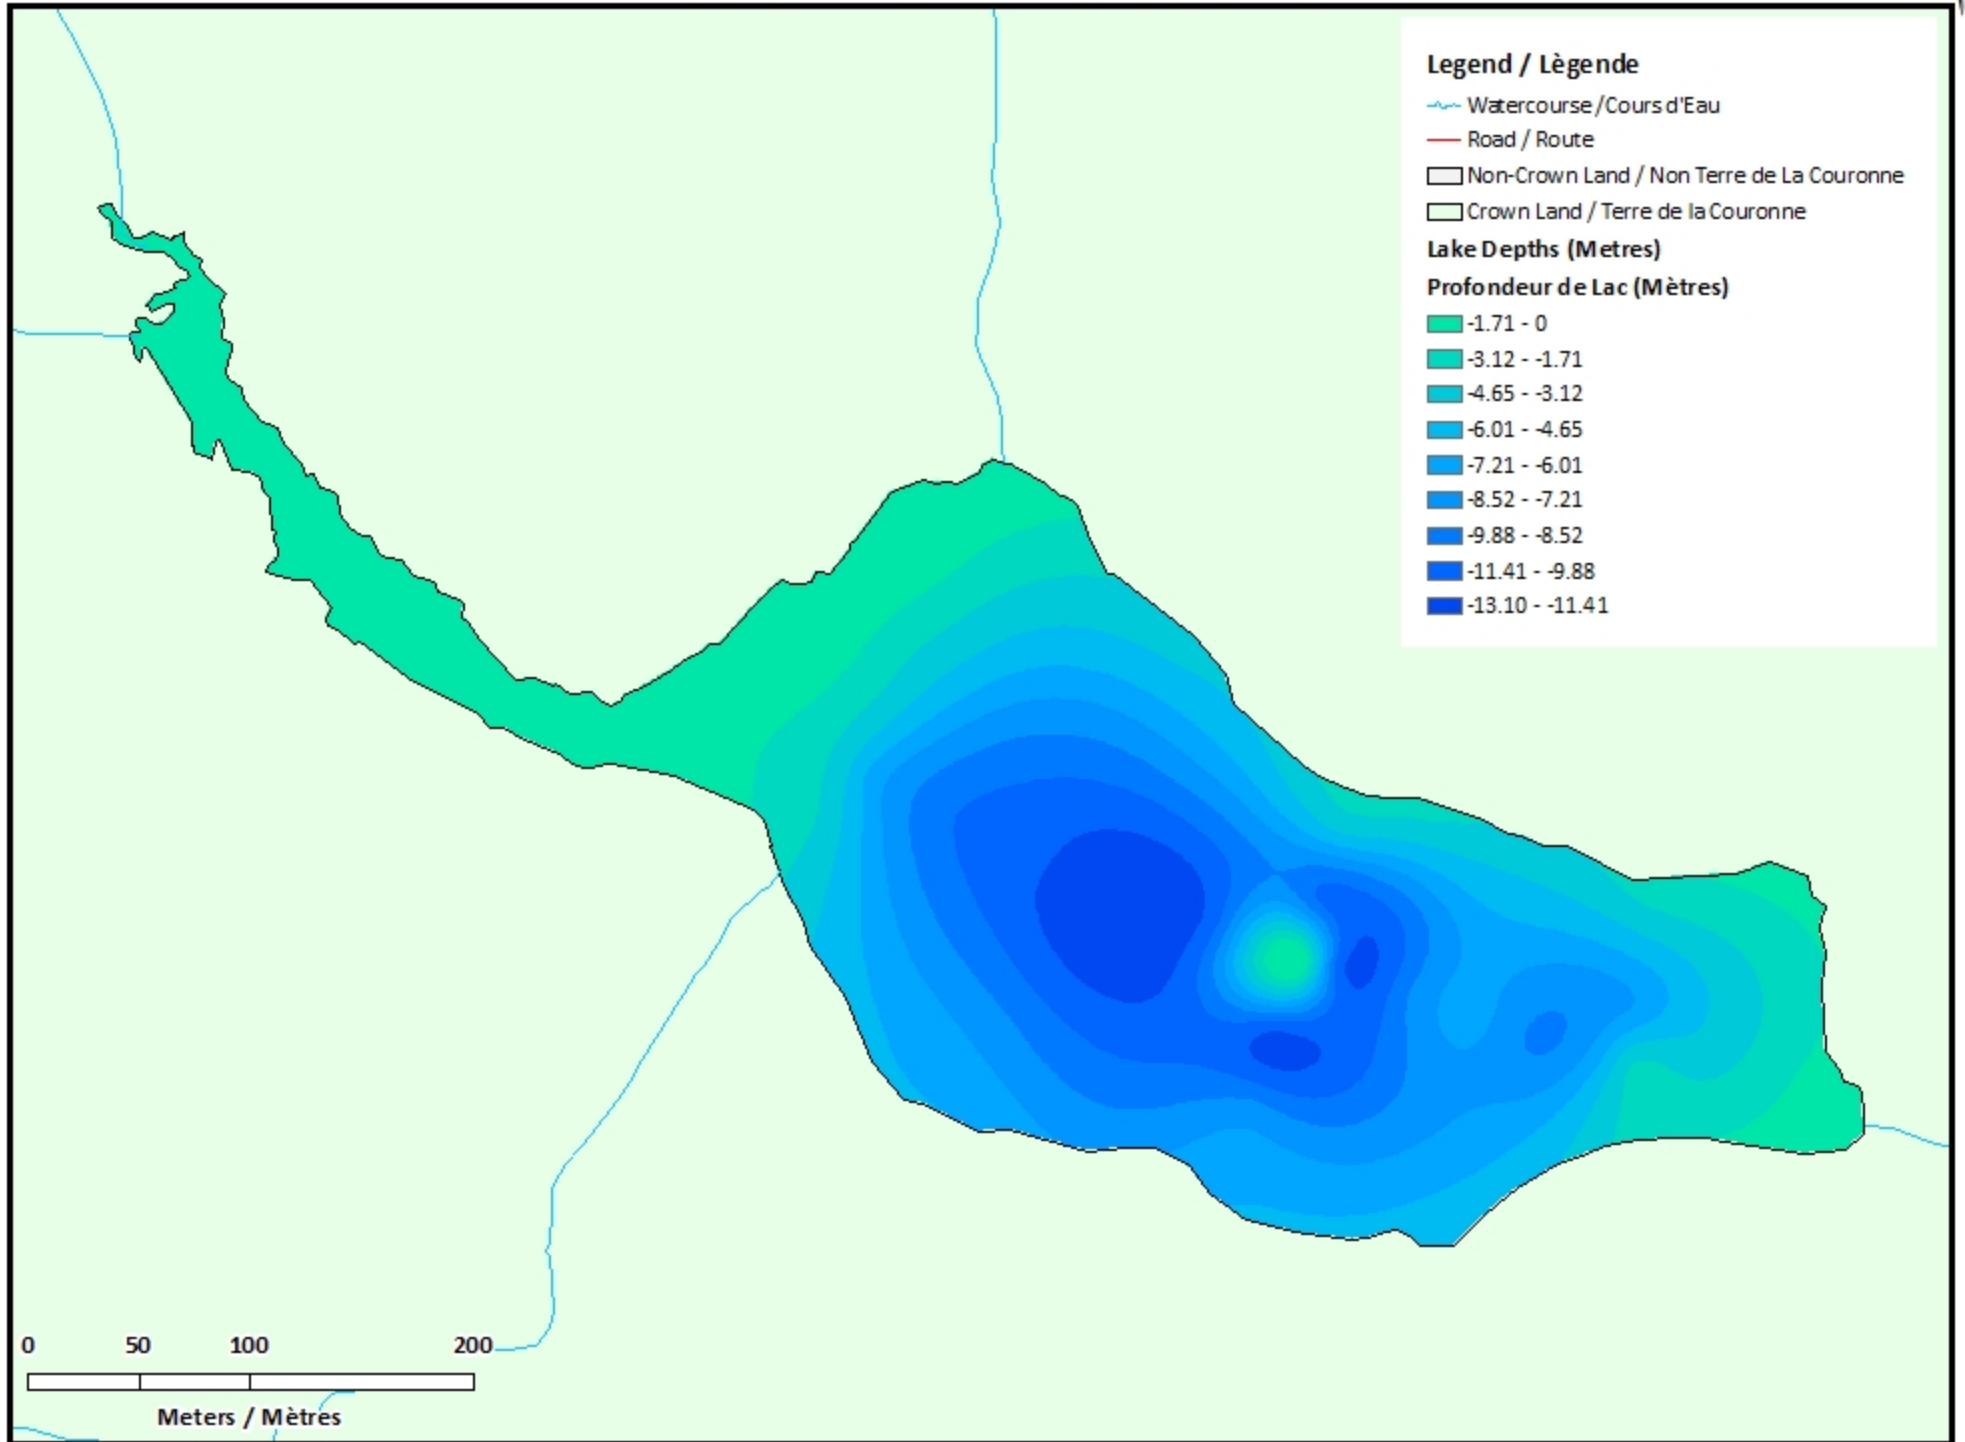 Legend / Lègende
Watercourse/Cours d'Eau
Road / Route
Non-Crown Land / Non Terre de La Couronne
Crown Land / Terre de la Couronne
Lake Depths (Metres)
Profondeur de Lac (Mètres)
-1.71 - 0
-3.12 - -1.71
-4.65 - -3.12
-6.01 - -4.65
-7.21 - -6.01
-8.52 - -7.21
-9.88 - -8.52
-11.41 - -9.88
-13.10 - -11.41
0 50 100 200
Meters / Mètres